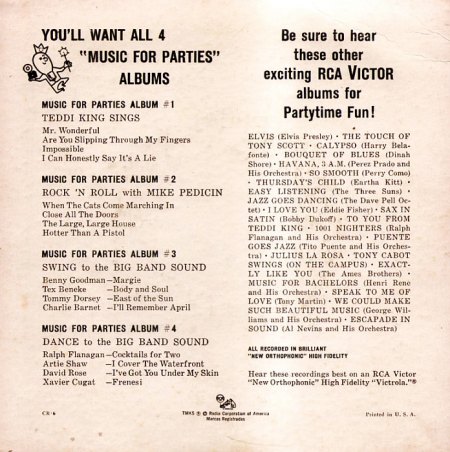 YOU'LL WANT ALL 4
"MUSIC FOR PARTIES"
ALBUMS
MUSIC FOR PARTIES ALBUM #1
TEDDI KING SINGS
Mr. Wonderful
Are You Slipping Through My Fingers
Impossible
I Can Honestly Say It's A Lie
MUSIC FOR PARTIES ALBUM #2
ROCK 'N ROLL with MIKE PEDICIN
When The Cats Come Marching In
Close All The Doors
The Large, Large House
Hotter Than A Pistol
MUSIC FOR PARTIES ALBUM #3
SWING to the BIG BAND SOUND
Benny Goodman—Margie
Tex Beneke —Body and Soul
Tommy Dorsey —East of the Sun
Charlie Barnet —I'll Remember April
MUSIC FOR PARTIES ALBUM #4
DANCE to the BIG BAND SOUND
Ralph Flanagan—Cocktails for Two
Artie Shaw —I Cover The Waterfront
David Rose —I've Got You Under My Skin
Xavier Cugat —Frenesi
CR-6
Be sure to hear
these other
exciting RCA VICTOR
albums for
Partytime Fun!
ELVIS (Elvis Presley) • THE TOUCH OF
TONY SCOTT • CALYPSO (Harry Bela-
fonte) • BOUQUET OF BLUES (Dinah
Shore) • HAVANA, 3 A.M. (Perez Prado and
His Orchestra) • SO SMOOTH (Perry Como)
• THURSDAY'S CHILD (Eartha Kitt) •
EASY LISTENING (The Three Suns) •
JAZZ GOES DANCING (The Dave Pell Oc-
tet) • I LOVE YOU (Eddie Fisher) • SAX IN
SATIN (Bobby Dukoff) • TO YOU FROM
TEDDI KING • 1001 NIGHTERS (Ralph
Flanagan and His Orchestra) • PUENTE
GOES JAZZ (Tito Puente and His Orches-
tra) • JULIUS LA ROSA • TONY CABOT
SWINGS (ON THE CAMPUS) • EXACT-
LY LIKE YOU (The Ames Brothers) •
MUSIC FOR BACHELORS (Henri Rene
and His Orchestra) • SPEAK TO ME OF
LOVE (Tony Martin) • WE COULD MAKE
SUCH BEAUTIFUL MUSIC (George Wil-
liams and His Orchestra) • ESCAPADE IN
SOUND (Al Nevins and His Orchestra)
ALL RECORDED IN BRILLIANT
"NEW ORTHOPHONIC" HIGH FIDELITY
Hear these recordings best on an RCA Victor
"New Orthophonic" High Fidelity "Victrola."®
TMKS ® © Radio Corporation of America
Marcas Registradas
Printed in U. S. A.